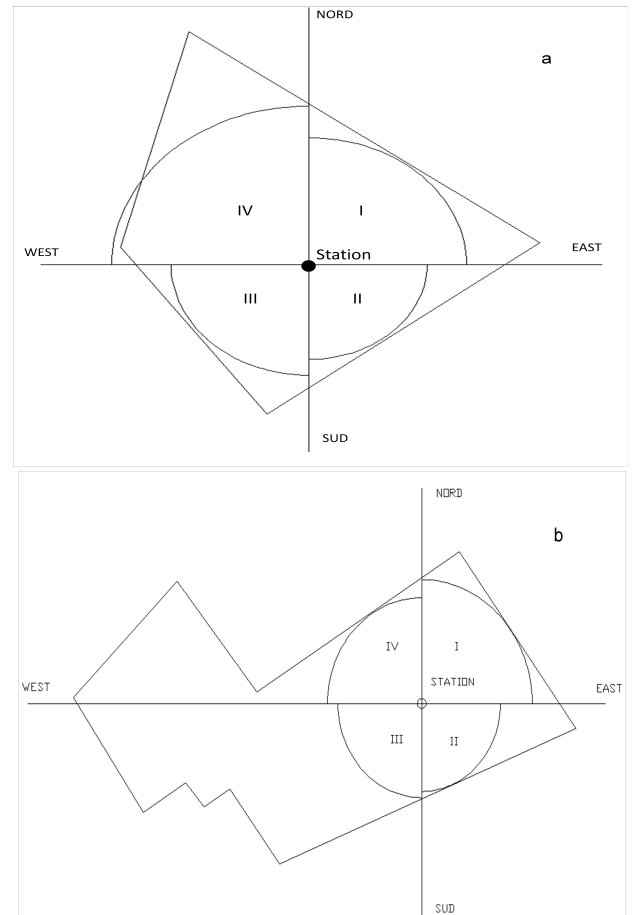 NORD
a
IV
I
WEST
EAST
Station
III
II
SUD
NORD
b
IV
I
WEST
STATION
EAST
III
II
SUD